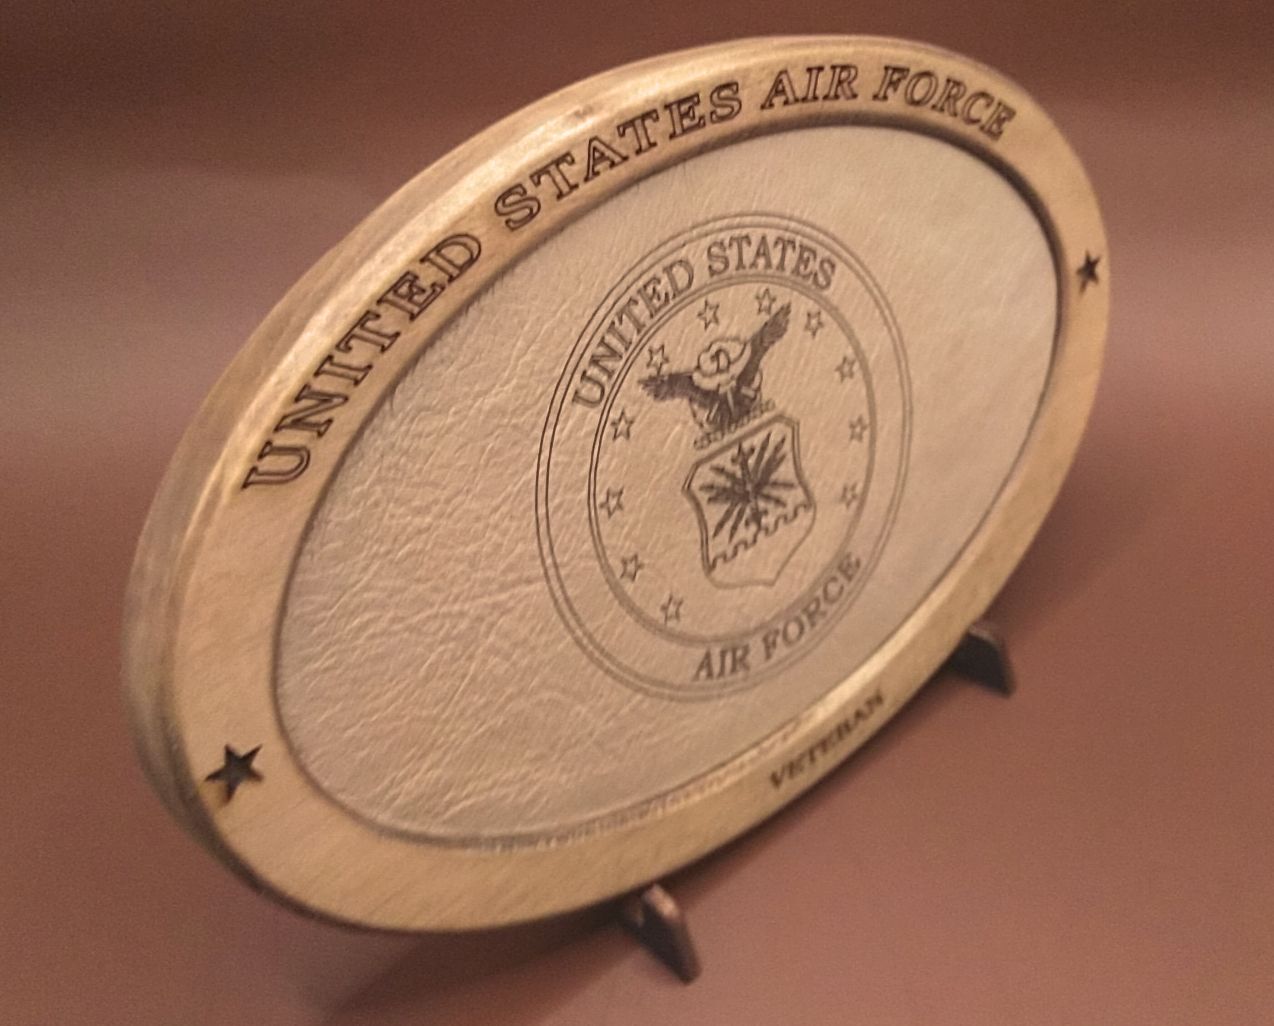 UNITED STATES AIR FORCE
UNITED STATES
AIR FORCE
VETERAN